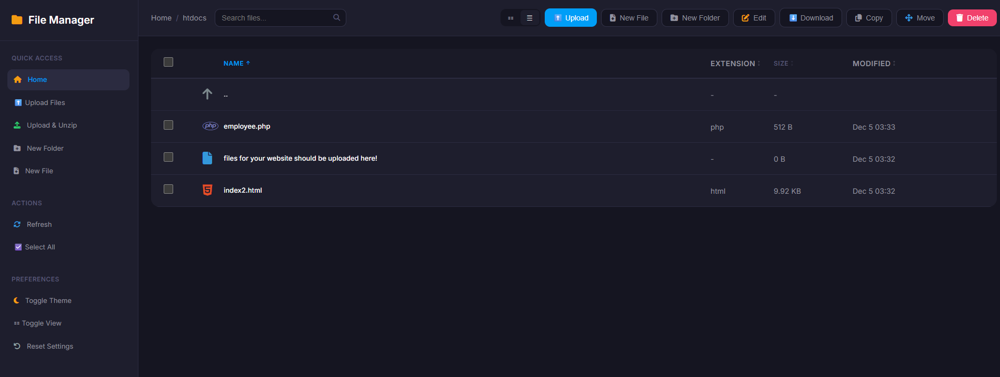 File Manager
QUICK ACCESS
Home
Upload Files
Upload & Unzip
New Folder
New File
ACTIONS
Refresh
Select All
PREFERENCES
Toggle Theme
Toggle View
Reset Settings
Home / htdocs
Search files...
Upload
New File
New Folder
Edit
Download
Copy
Move
Delete
NAME ↑ EXTENSION ↕ SIZE ↕ MODIFIED ↕
.. - -
php employee.php php 512 B Dec 5 03:33
files for your website should be uploaded here! - 0 B Dec 5 03:32
5 index2.html html 9.92 KB Dec 5 03:32